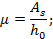 μ = A_s / h_0 ;